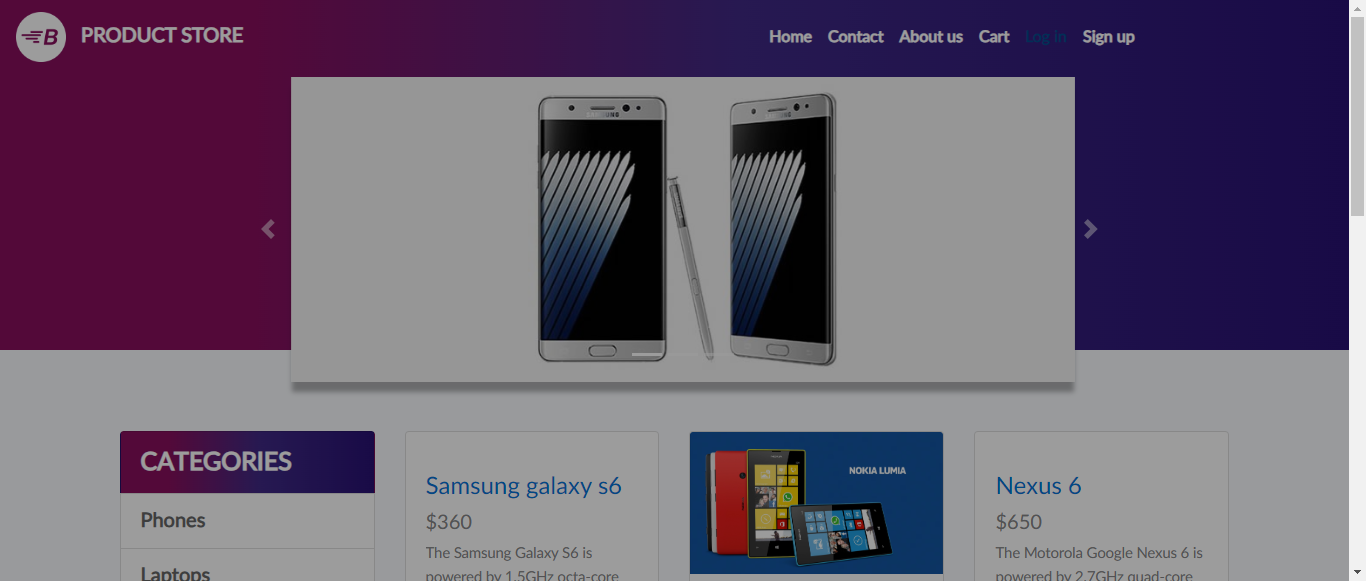 B PRODUCT STORE
Home Contact About us Cart Log in Sign up
SAMSUNG SAMSUNG
CATEGORIES
Phones
Laptops
Samsung galaxy s6
$360
The Samsung Galaxy S6 is
powered by 1.5GHz octa-core
NOKIA LUMIA
Nexus 6
$650
The Motorola Google Nexus 6 is
powered by 2.7GHz quad-core